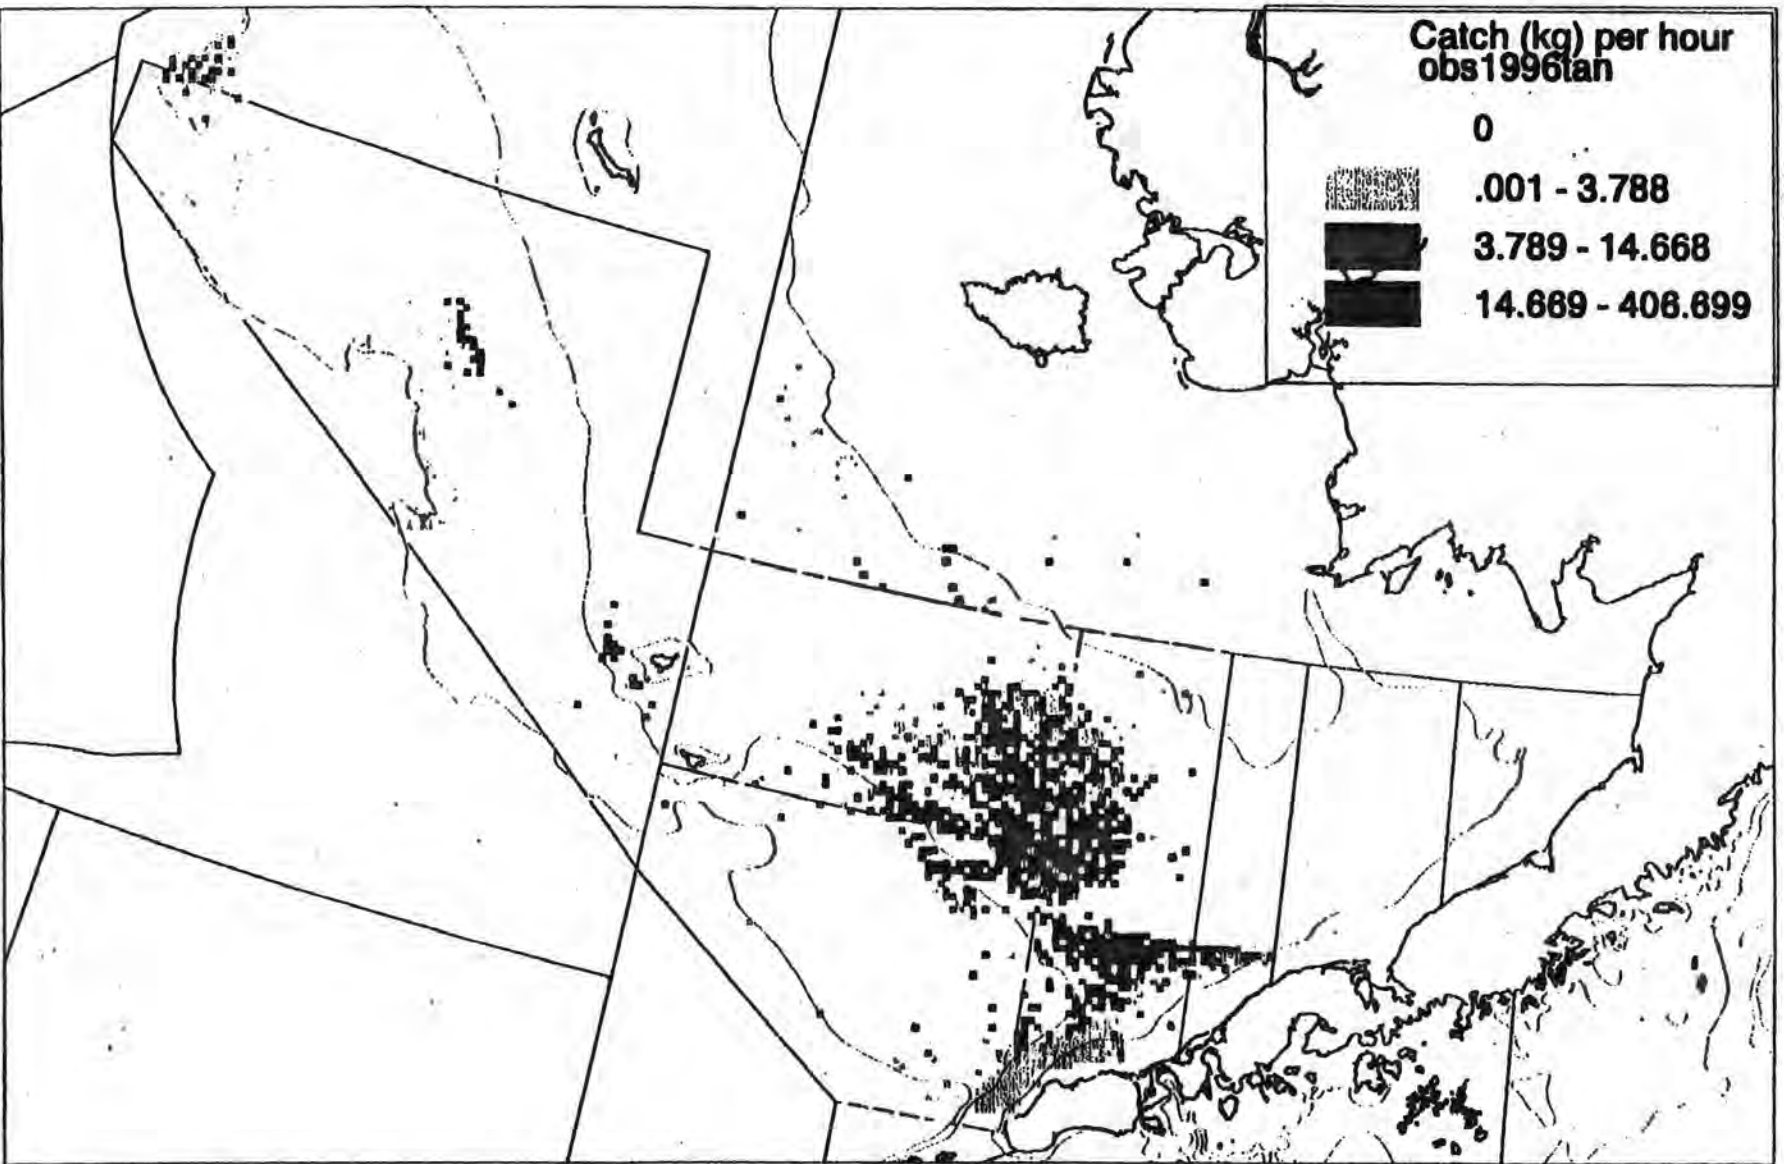 Catch (kg) per hour
obs1996tan
0
.001 - 3.788
3.789 - 14.668
14.669 - 406.699